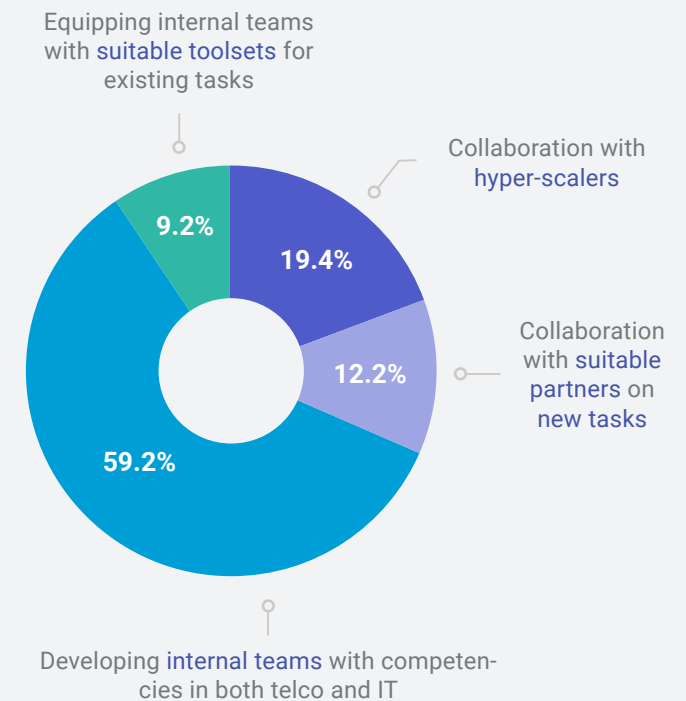 Equipping internal teams
with suitable toolsets for
existing tasks
Collaboration with
hyper-scalers
9.2%
19.4%
Collaboration
with suitable
partners on
new tasks
12.2%
59.2%
Developing internal teams with competen-
cies in both telco and IT